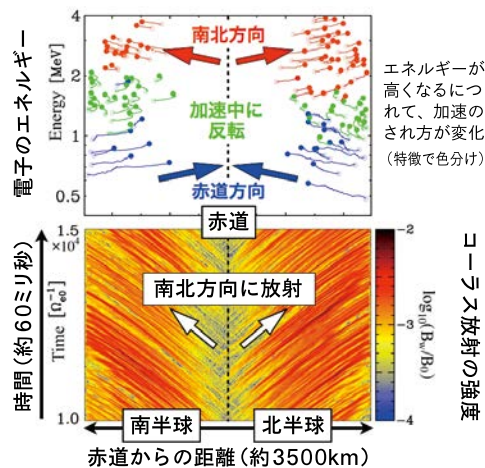 電子のエネルギー
Energy [MeV]
4
2
1
0.5
南北方向
加速中に
反転
赤道方向
エネルギーが
高くなるにつ
れて、加速の
され方が変化
（特徴で色分け）
赤道
時間（約60ミリ秒）
Time [Ω_{e0}^{-1}]
1.5
×10⁴
1.0
南北方向に放射
南半球
北半球
赤道からの距離（約3500km）
-2
-3
-4
log₁₀(B_w/B₀)
コーラス放射の強度